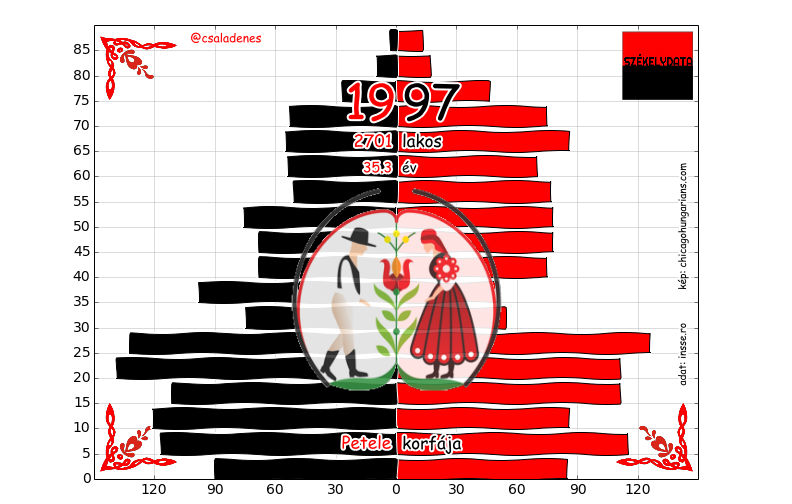 @csaladenes
SZÉKELYDATA
1997
2701 lakos
35.3 év
kép: chicagohungarians.com
adat: insse.ro
Petele korfája
85
80
75
70
65
60
55
50
45
40
35
30
25
20
15
10
5
0
120 90 60 30 0 30 60 90 120